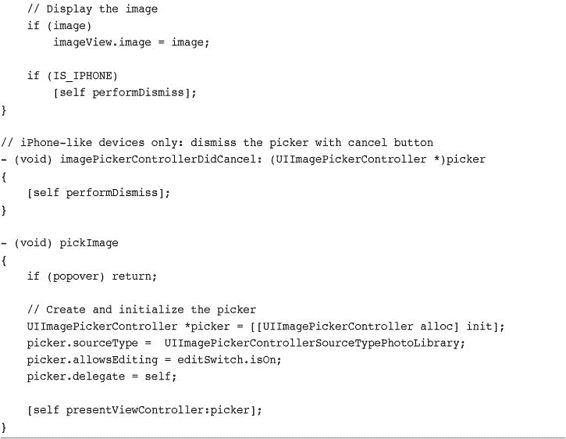 // Display the image
    if (image)
        imageView.image = image;

    if (IS_IPHONE)
        [self performDismiss];
}

// iPhone-like devices only: dismiss the picker with cancel button
- (void) imagePickerControllerDidCancel: (UIImagePickerController *)picker
{
    [self performDismiss];
}

- (void) pickImage
{
    if (popover) return;

    // Create and initialize the picker
    UIImagePickerController *picker = [[UIImagePickerController alloc] init];
    picker.sourceType =  UIImagePickerControllerSourceTypePhotoLibrary;
    picker.allowsEditing = editSwitch.isOn;
    picker.delegate = self;

    [self presentViewController:picker];
}